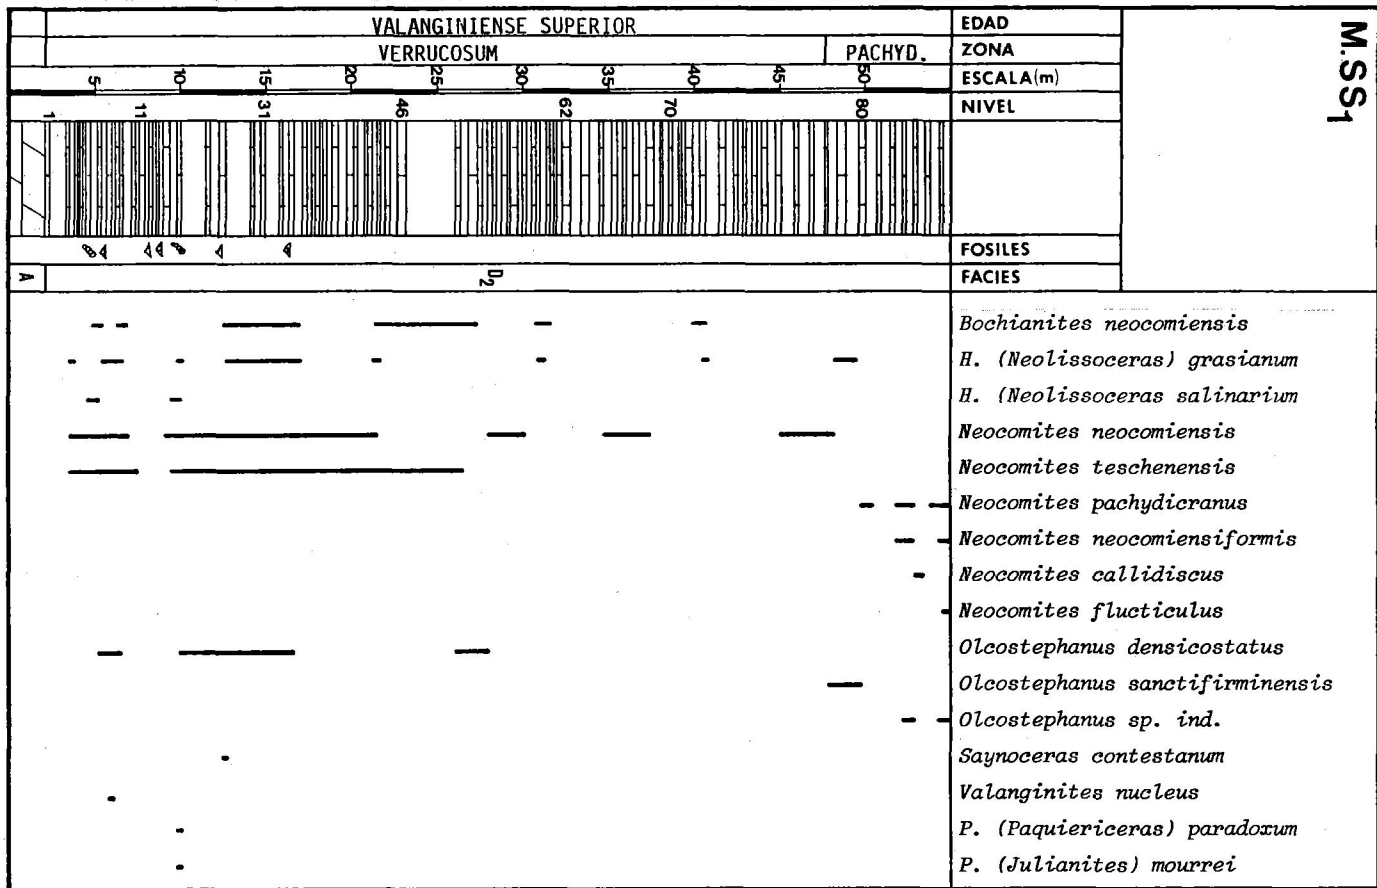 VALANGINIENSE SUPERIOR EDAD
VERRUCOSUM PACHYD. ZONA
5 10 15 20 25 30 35 40 45 50 ESCALA(m)
1 11 31 46 62 70 80 NIVEL
M.SS1
FOSILES
A D2 FACIES
Bochianites neocomiensis
H. (Neolissoceras) grasianum
H. (Neolissoceras salinarium
Neocomites neocomiensis
Neocomites teschenensis
Neocomites pachydicranus
Neocomites neocomiensiformis
Neocomites callidiscus
Neocomites flucticulus
Olcostephanus densicostatus
Olcostephanus sanctifirminensis
Olcostephanus sp. ind.
Saynoceras contestanum
Valanginites nucleus
P. (Paquiericeras) paradoxum
P. (Julianites) mourrei